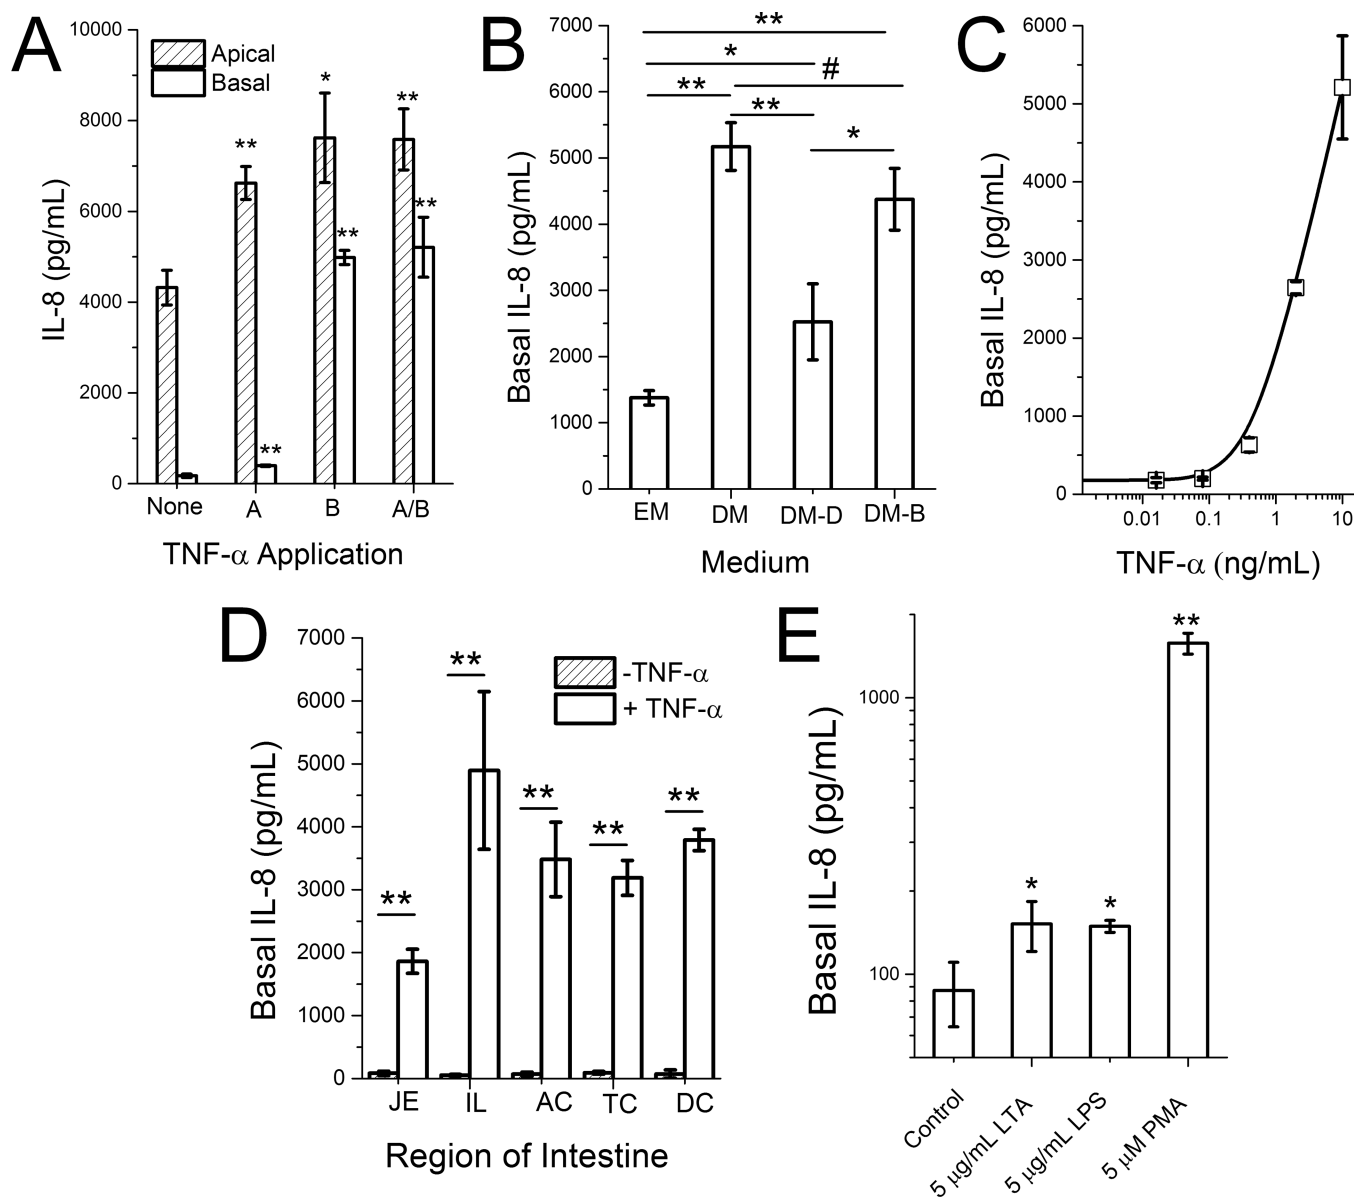 A
10000
8000
6000
4000
2000
0
IL-8 (pg/mL)
Apical
Basal
**
**
*
**
**
**
None
A
B
A/B
TNF-α Application
B
7000
6000
5000
4000
3000
2000
1000
0
Basal IL-8 (pg/mL)
**
*
#
**
**
*
EM
DM
DM-D
DM-B
Medium
C
6000
5000
4000
3000
2000
1000
0
Basal IL-8 (pg/mL)
0.01
0.1
1
10
TNF-α (ng/mL)
D
7000
6000
5000
4000
3000
2000
1000
0
Basal IL-8 (pg/mL)
-TNF-α
+ TNF-α
**
**
**
**
**
JE
IL
AC
TC
DC
Region of Intestine
E
1000
100
Basal IL-8 (pg/mL)
*
*
**
Control
5 µg/mL LTA
5 µg/mL LPS
5 µM PMA